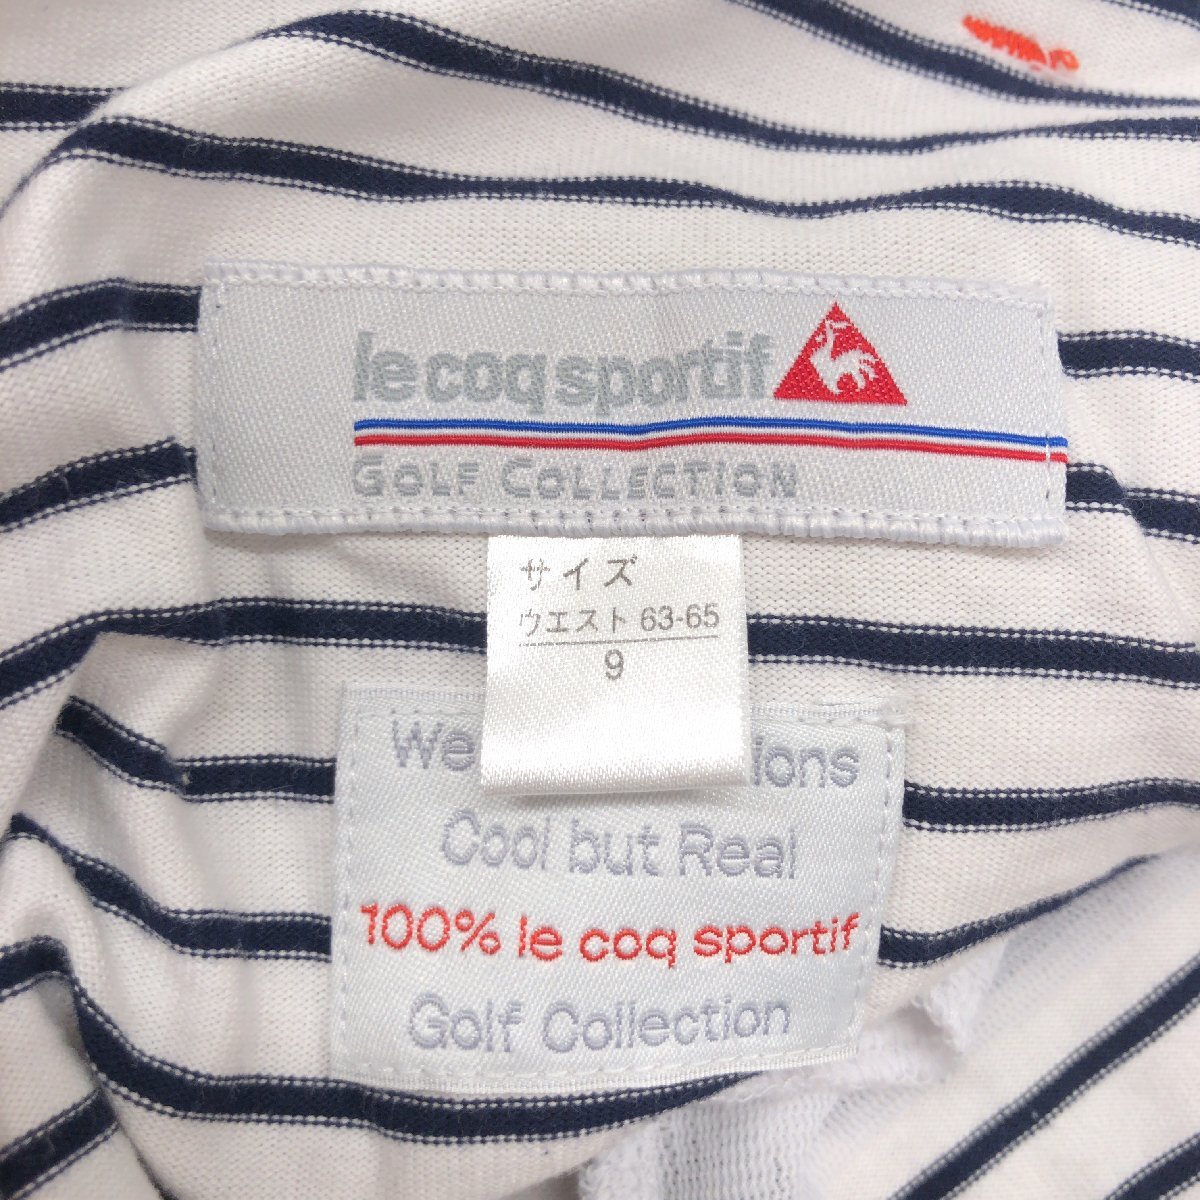 le coq sportif
GOLF COLLECTION
サイズ
ウエスト 63-65
9
Cool but Real
100% le coq sportif
Golf Collection